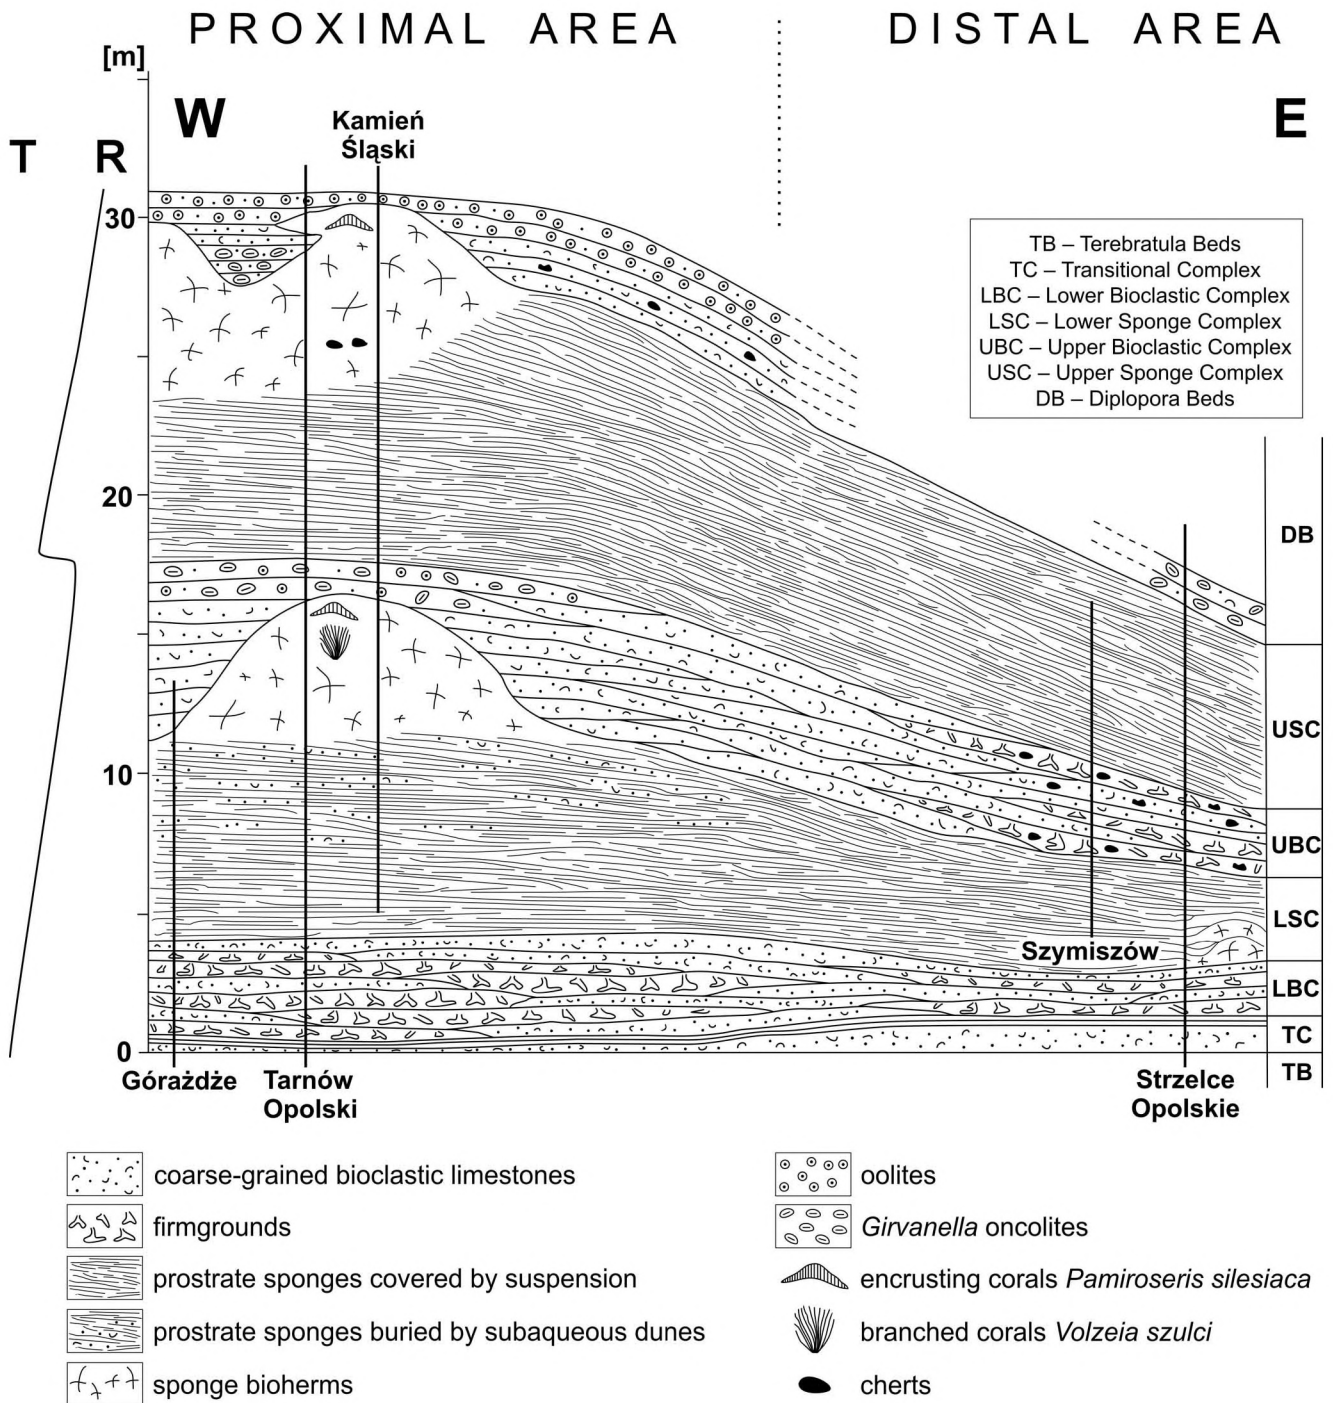 PROXIMAL AREA
DISTAL AREA
[m]
W
E
Kamień
Śląski
T R
30
20
10
0
TB – Terebratula Beds
TC – Transitional Complex
LBC – Lower Bioclastic Complex
LSC – Lower Sponge Complex
UBC – Upper Bioclastic Complex
USC – Upper Sponge Complex
DB – Diplopora Beds
DB
USC
UBC
LSC
LBC
TC
TB
Szymiszów
Górażdże
Tarnów
Opolski
Strzelce
Opolskie
coarse-grained bioclastic limestones
firmgrounds
prostrate sponges covered by suspension
prostrate sponges buried by subaqueous dunes
sponge bioherms
oolites
Girvanella oncolites
encrusting corals Pamiroseris silesiaca
branched corals Volzeia szulci
cherts